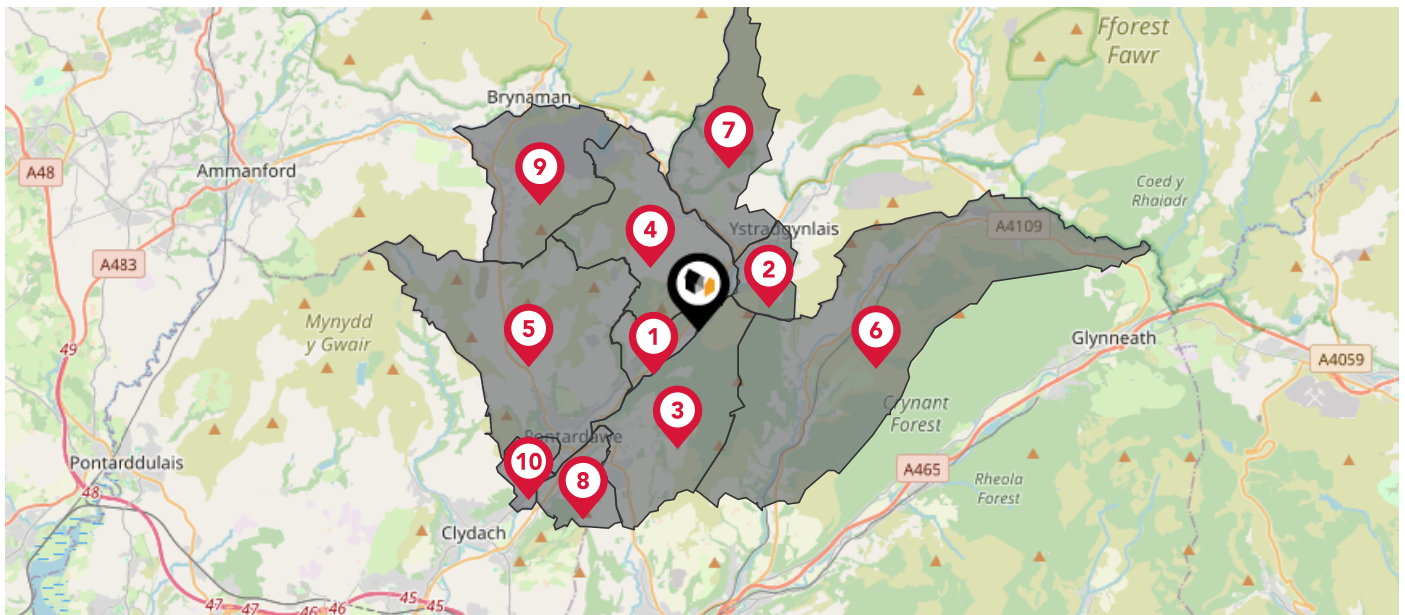 Fforest
Fawr
Brynaman
7
A48
Ammanford
9
Coed y
Rhaiadr
4
Ystradgynlais
A4109
A483
2
Mynydd
y Gwair
5
1
6
49
Glynneath
A4059
3
Crynant
Forest
Pontardawe
Pontarddulais
10
A465
8
Rheola
Forest
48
Clydach
47
47
46
46
45
45